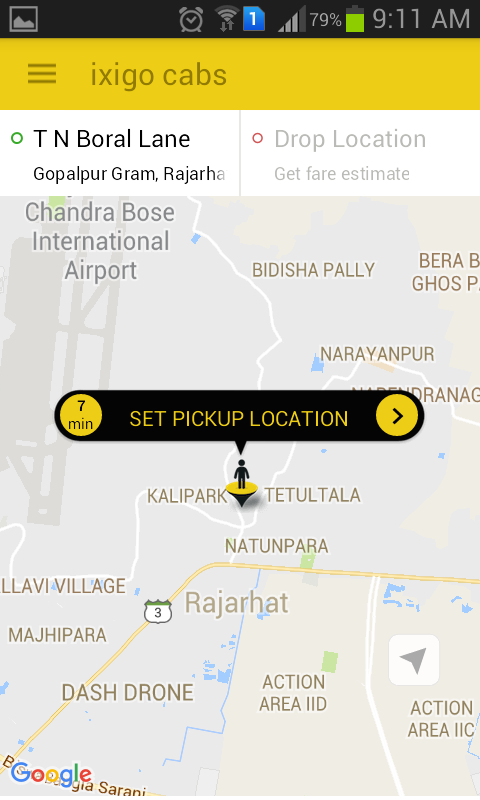 1 79% 9:11 AM
ixigo cabs
T N Boral Lane
Gopalpur Gram, Rajarha
Drop Location
Get fare estimate
Chandra Bose
International
Airport
BIDISHA PALLY
BERA B
GHOS PA
NARAYANPUR
NARENDRANAG
7
min
SET PICKUP LOCATION
KALIPARK
TETULTALA
NATUNPARA
LLAVI VILLAGE
3
Rajarhat
MAJHIPARA
DASH DRONE
ACTION
AREA IID
ACTION
AREA IIC
Google
gla Sarani